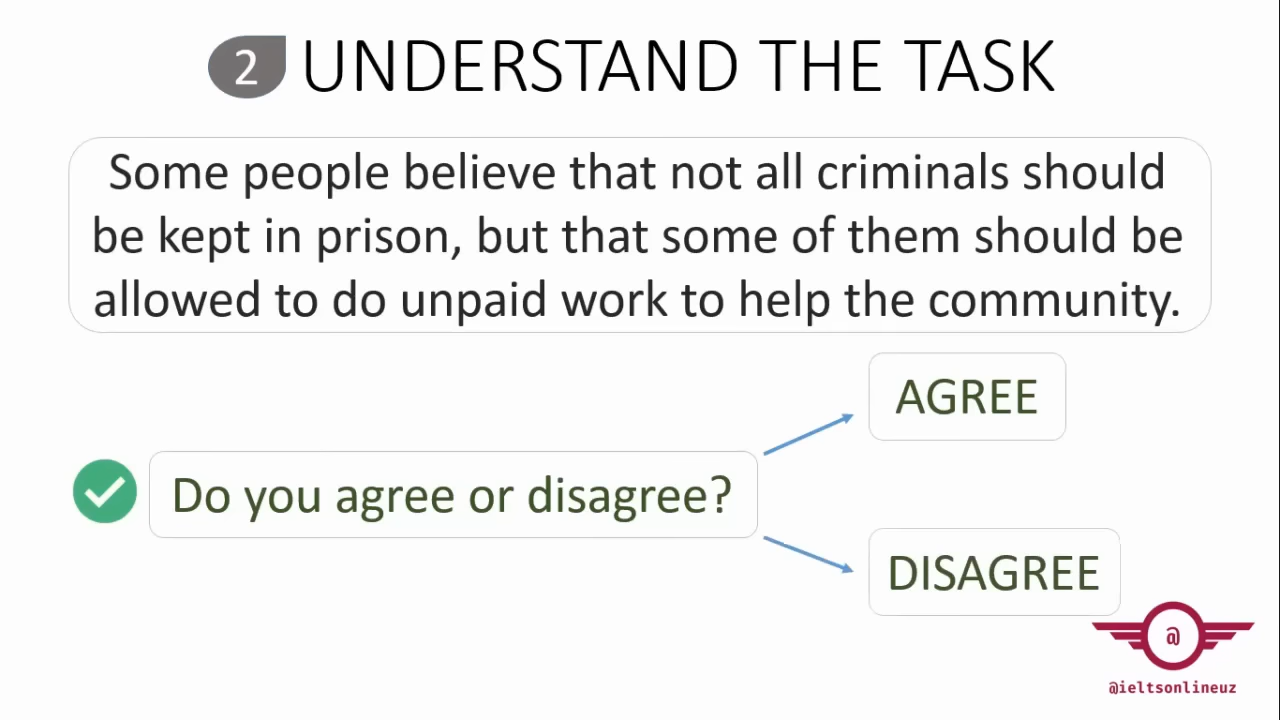 2 UNDERSTAND THE TASK
Some people believe that not all criminals should
be kept in prison, but that some of them should be
allowed to do unpaid work to help the community.
AGREE
Do you agree or disagree?
DISAGREE
@
@ieltsonlineuz